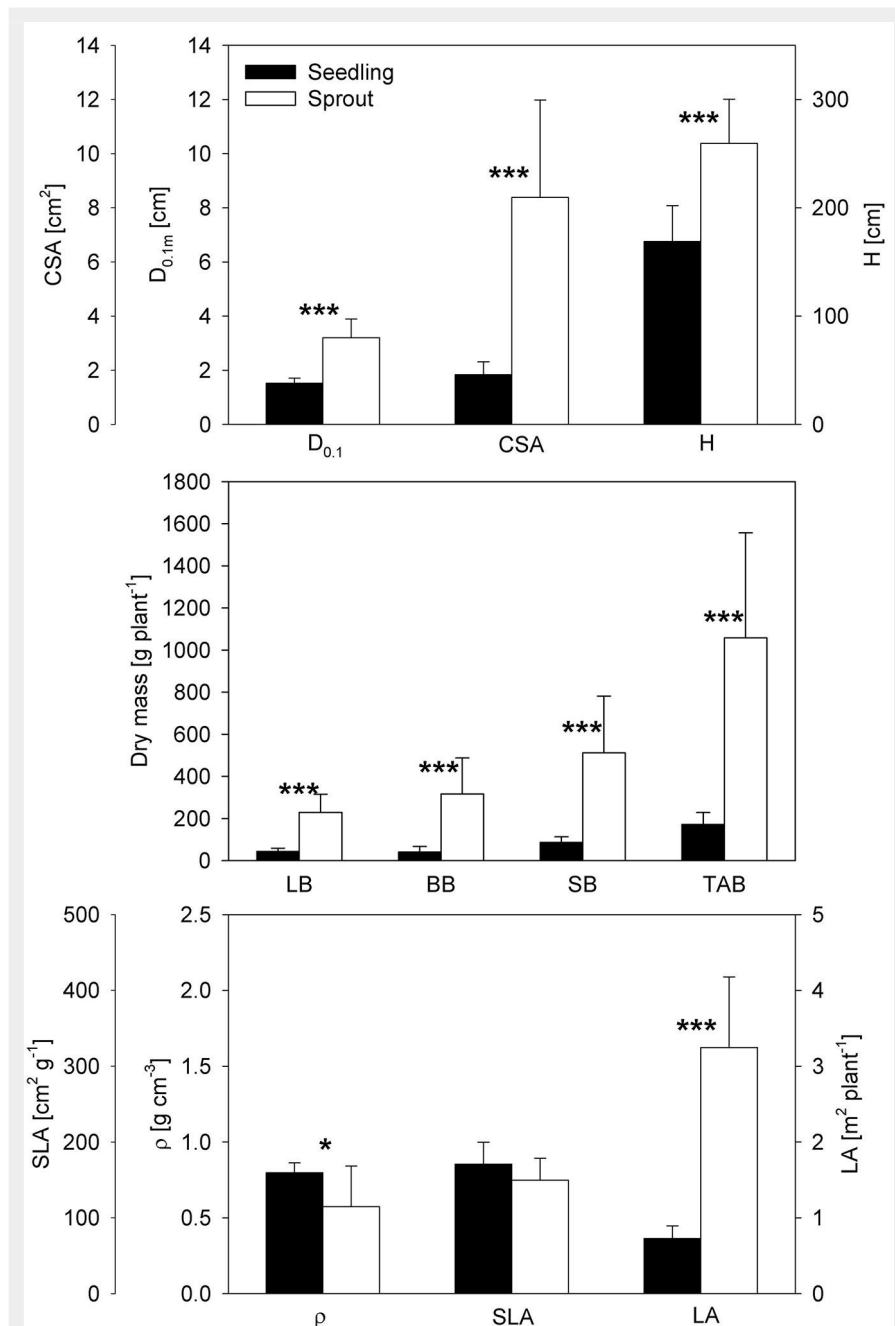 Seedling
Sprout
14 14
12 12 300
10 10
8 8 200
6 6
4 4 100
2 2
0 0 0
CSA [cm²]
D₀.₁ₘ [cm]
H [cm]
*** *** ***
D₀.₁ CSA H
1800
1600
1400
1200
1000
800
600
400
200
0
Dry mass [g plant⁻¹]
*** *** *** ***
LB BB SB TAB
500 2.5 5
400 2.0 4
300 1.5 3
200 1.0 2
100 0.5 1
0 0.0 0
SLA [cm² g⁻¹]
ρ [g cm⁻³]
LA [m² plant⁻¹]
* ***
ρ SLA LA